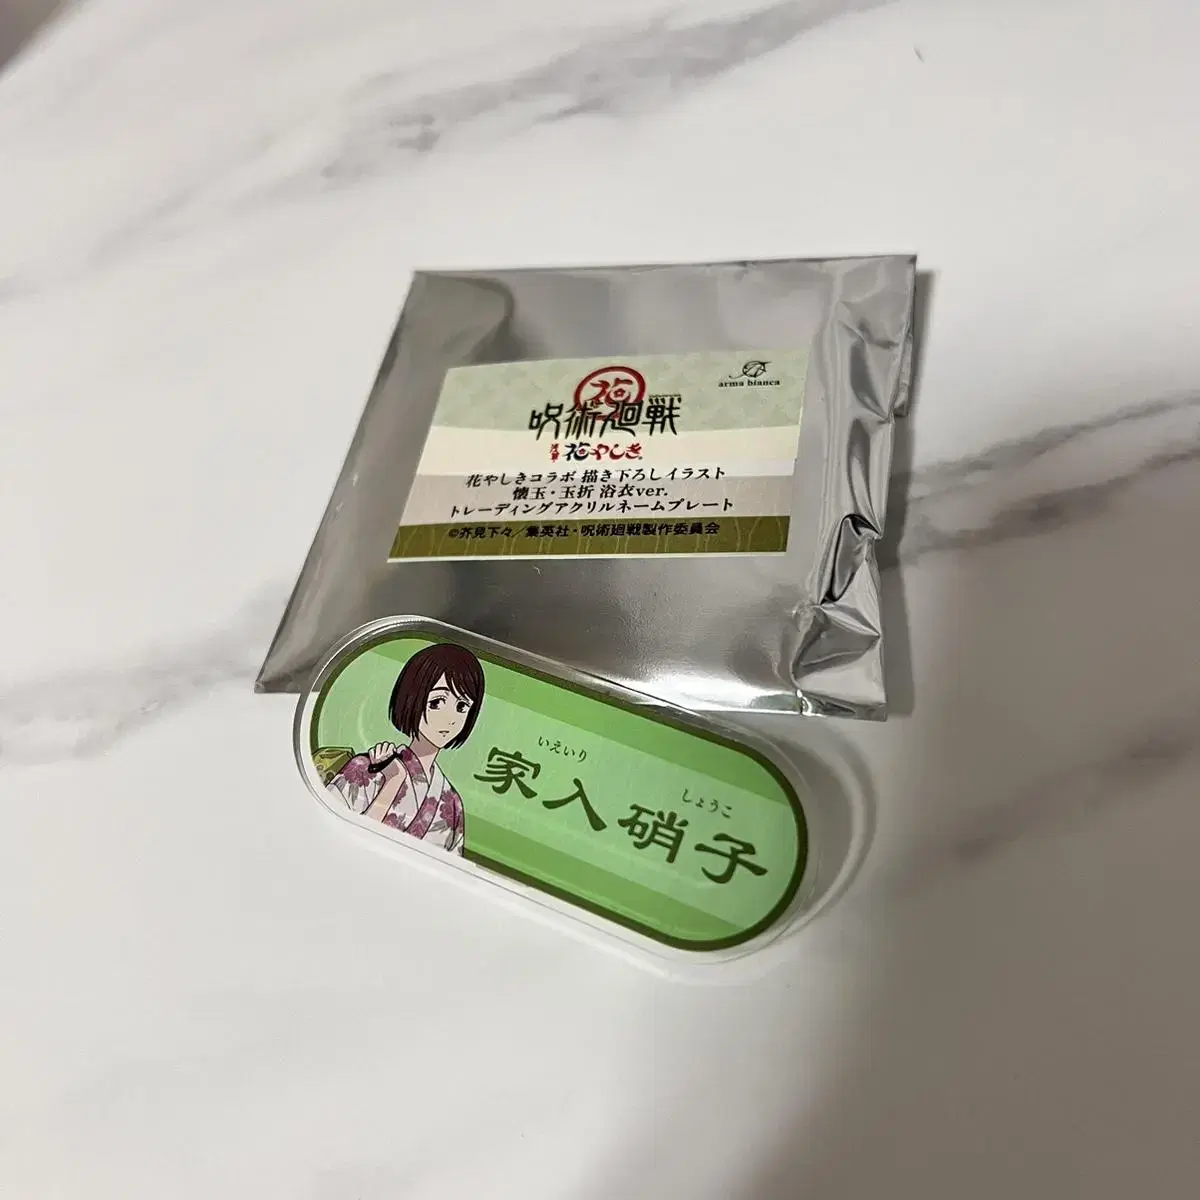 arma bianca
呪術廻戦
浅草 花やしき
花やしきコラボ 描き下ろしイラスト
懐玉・玉折 浴衣ver.
トレーディングアクリルネームプレート
©芥見下々/集英社・呪術廻戦製作委員会
いえいり しょうこ
家入硝子